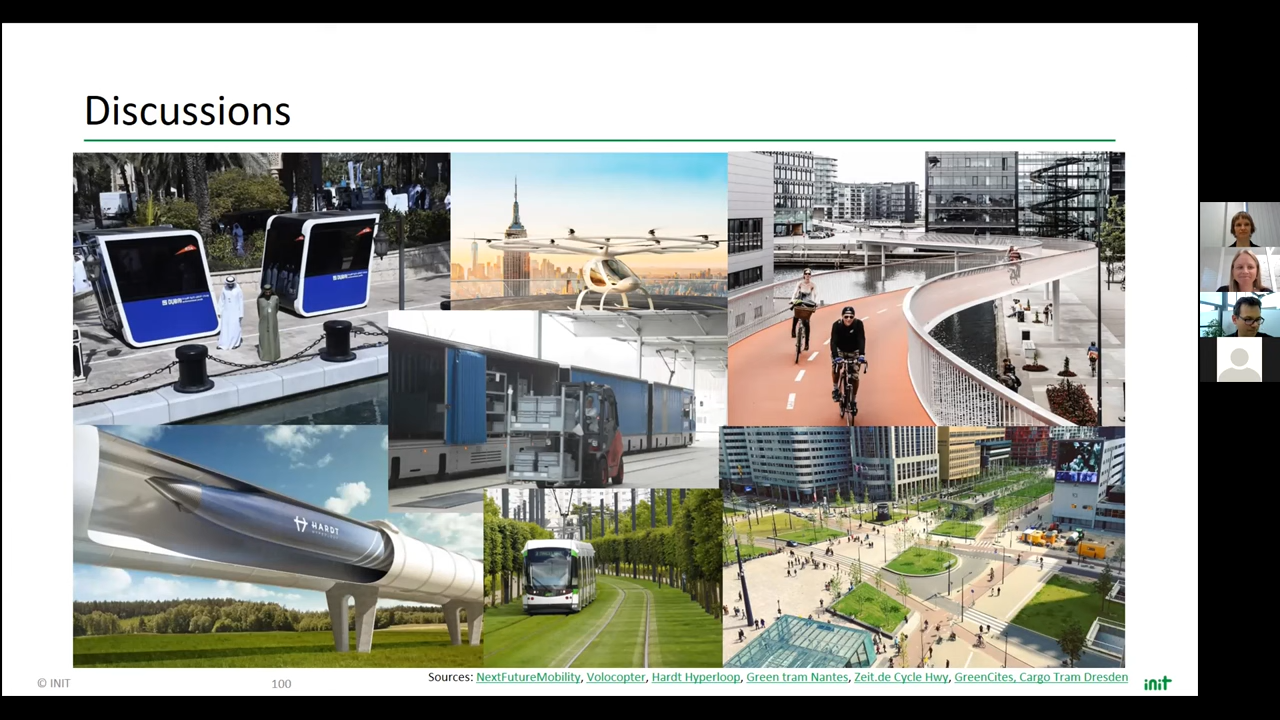 Discussions
HARDT
Sources: NextFutureMobility, Volocopter, Hardt Hyperloop, Green tram Nantes, Zeit.de Cycle Hwy, GreenCites, Cargo Tram Dresden
© INIT
100
init